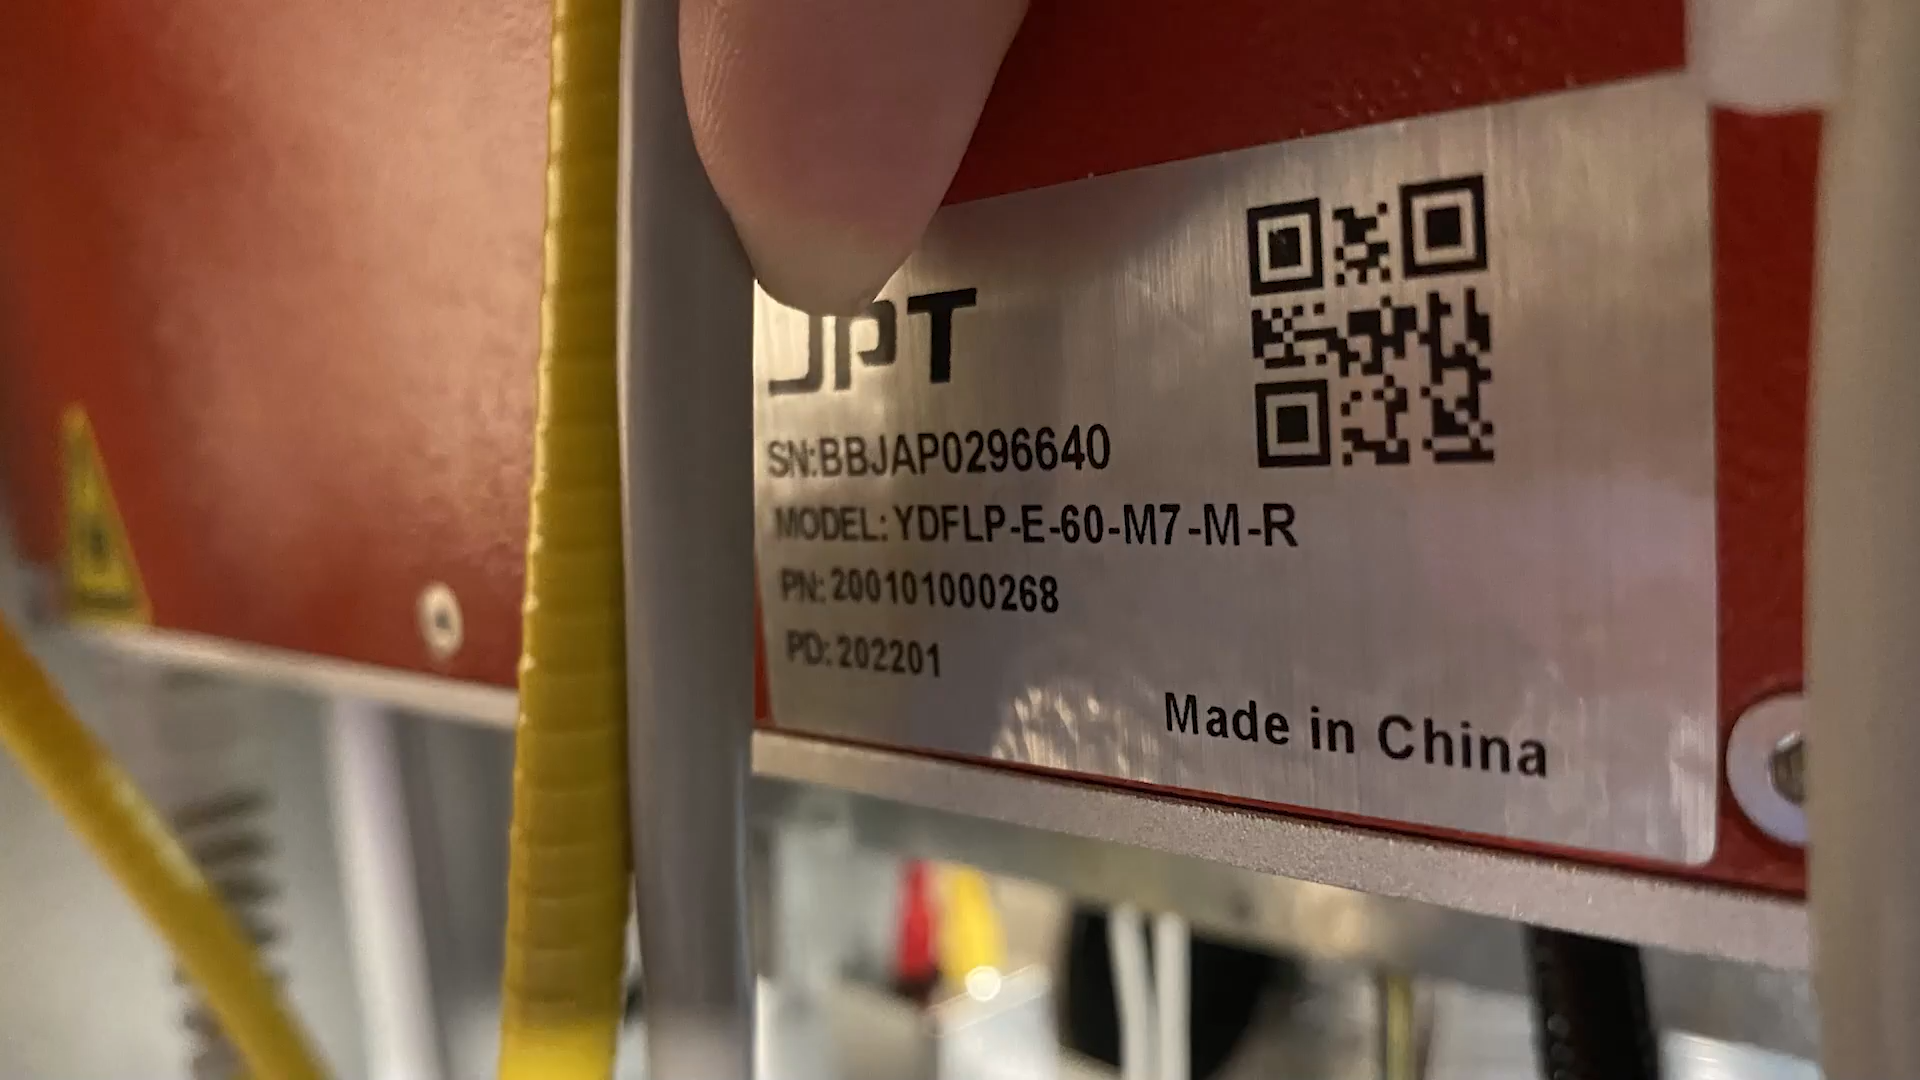 JPT
SN:BBJAP0296640
MODEL: YDFLP-E-60-M7-M-R
PN: 200101000268
PD: 202201
Made in China